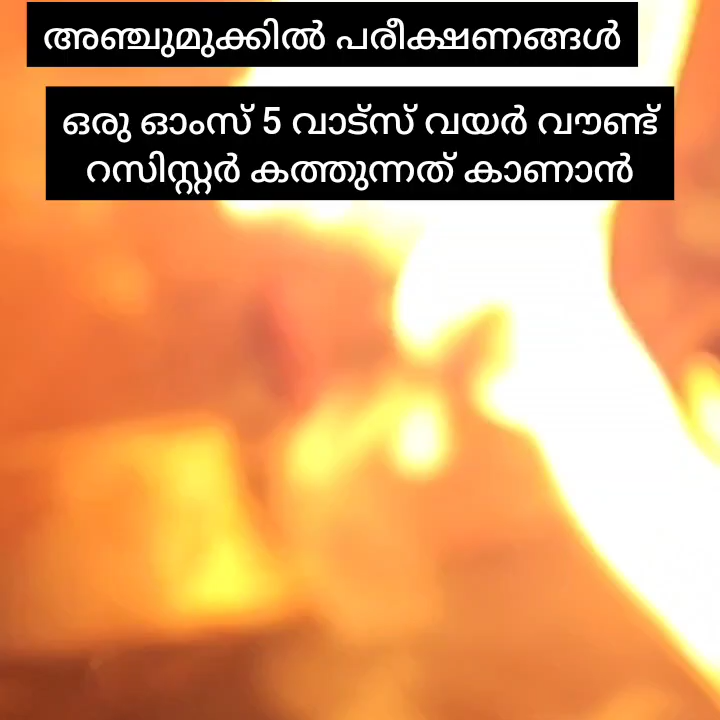 അഞ്ചുമുക്കിൽ പരീക്ഷണങ്ങൾ
ഒരു ഓംസ് 5 വാട്സ് വയർ വൗണ്ട്
റസിസ്റ്റർ കത്തുന്നത് കാണാൻ